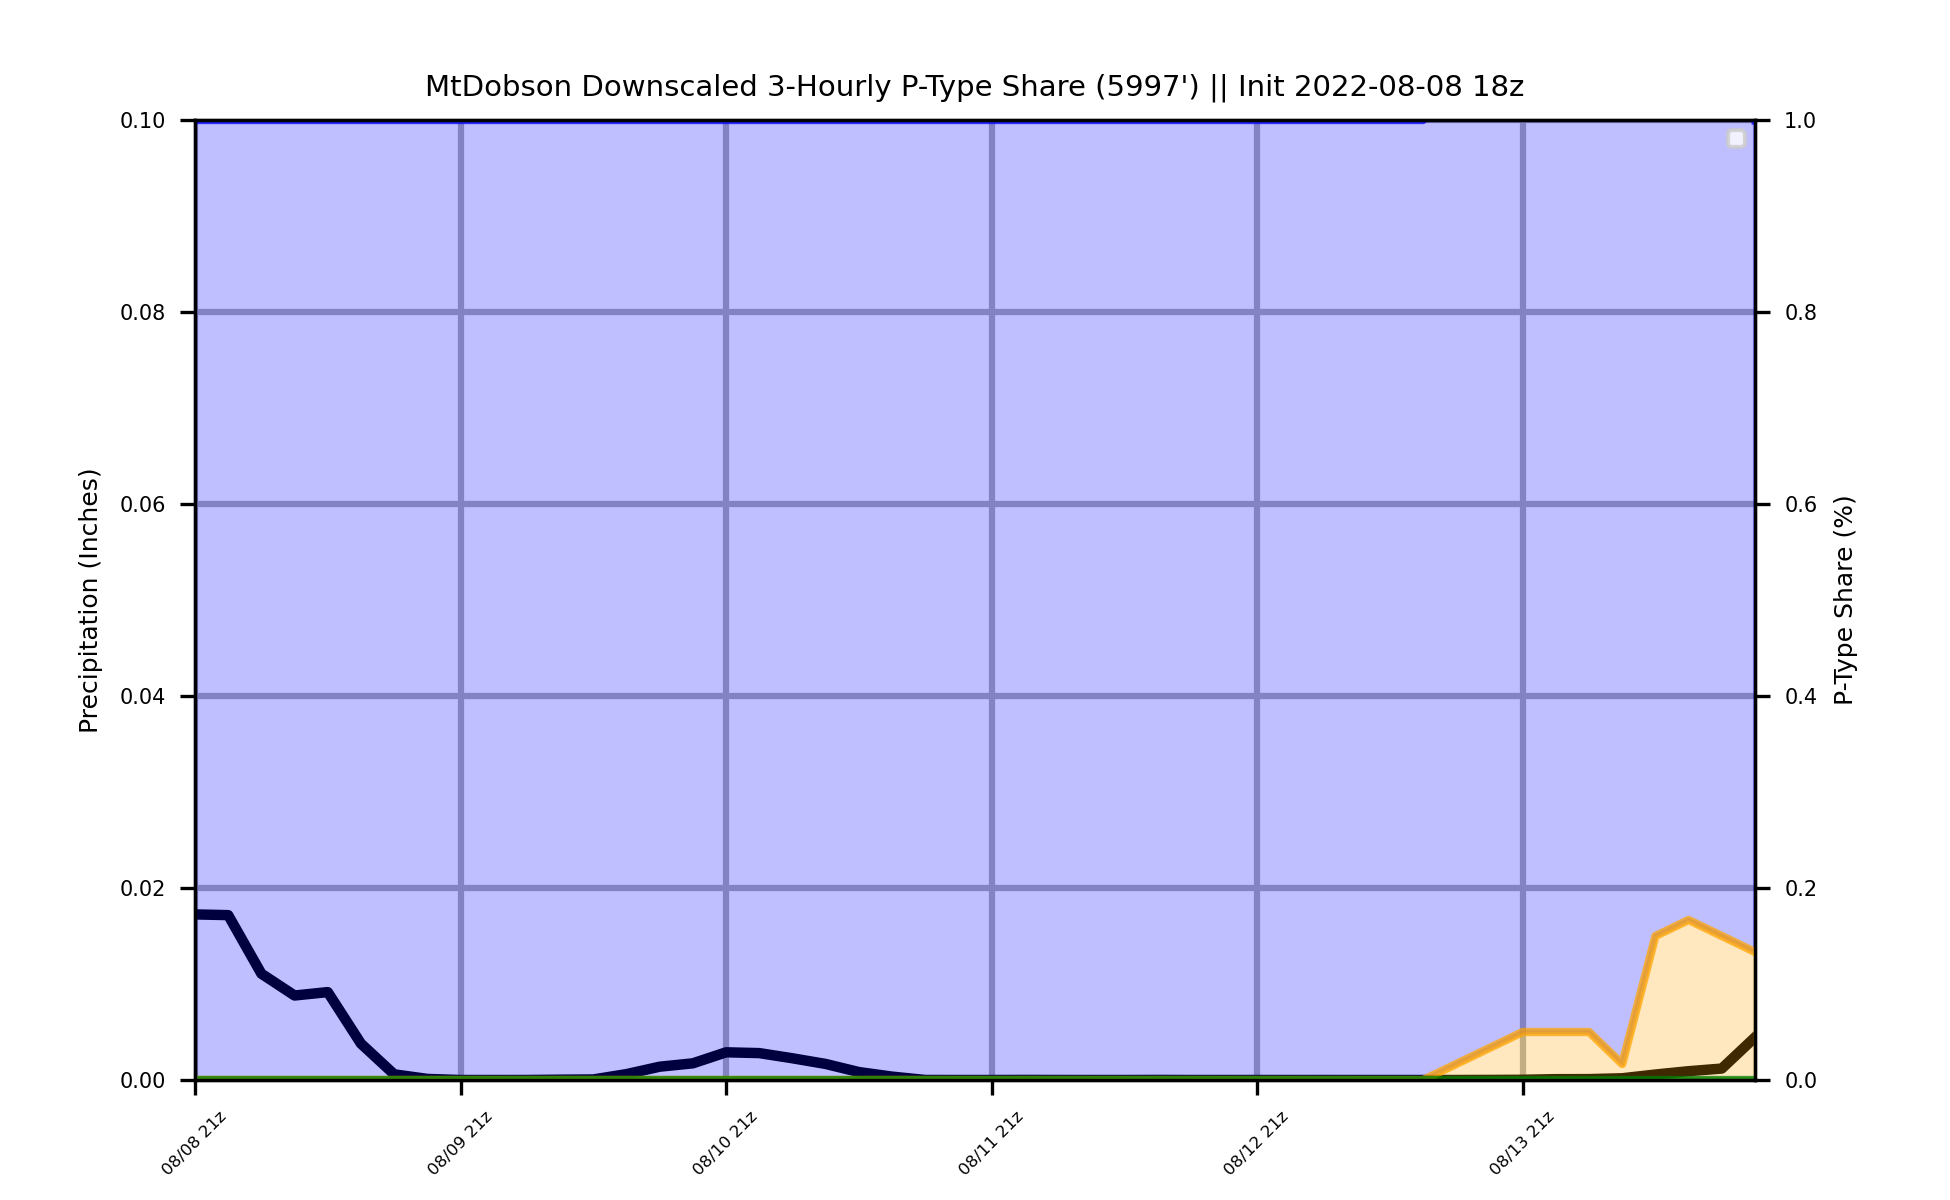 MtDobson Downscaled 3-Hourly P-Type Share (5997') || Init 2022-08-08 18z
Precipitation (Inches)
0.10
0.08
0.06
0.04
0.02
0.00
1.0
0.8
0.6
0.4
0.2
0.0
P-Type Share (%)
08/08 21z
08/09 21z
08/10 21z
08/11 21z
08/12 21z
08/13 21z